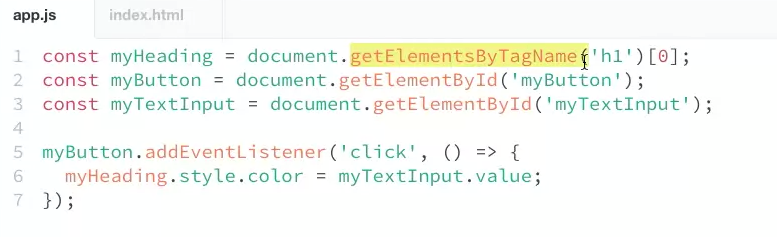 app.js index.html
1 const myHeading = document.getElementsByTagName('h1')[0];
2 const myButton = document.getElementById('myButton');
3 const myTextInput = document.getElementById('myTextInput');
4
5 myButton.addEventListener('click', () => {
6   myHeading.style.color = myTextInput.value;
7 });